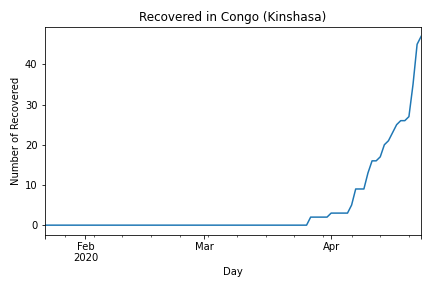 Recovered in Congo (Kinshasa)
Number of Recovered
40
30
20
10
0
Feb
2020
Mar
Apr
Day